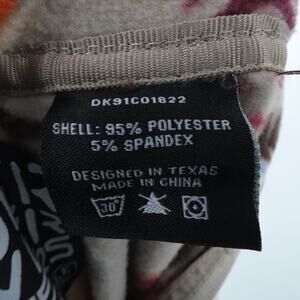 DK91C01822
SHELL: 95% POLYESTER
5% SPANDEX
DESIGNED IN TEXAS
MADE IN CHINA
30°